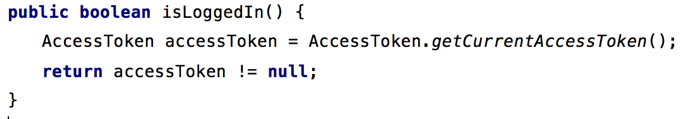 public boolean isLoggedIn() {
    AccessToken accessToken = AccessToken.getCurrentAccessToken();
    return accessToken != null;
}